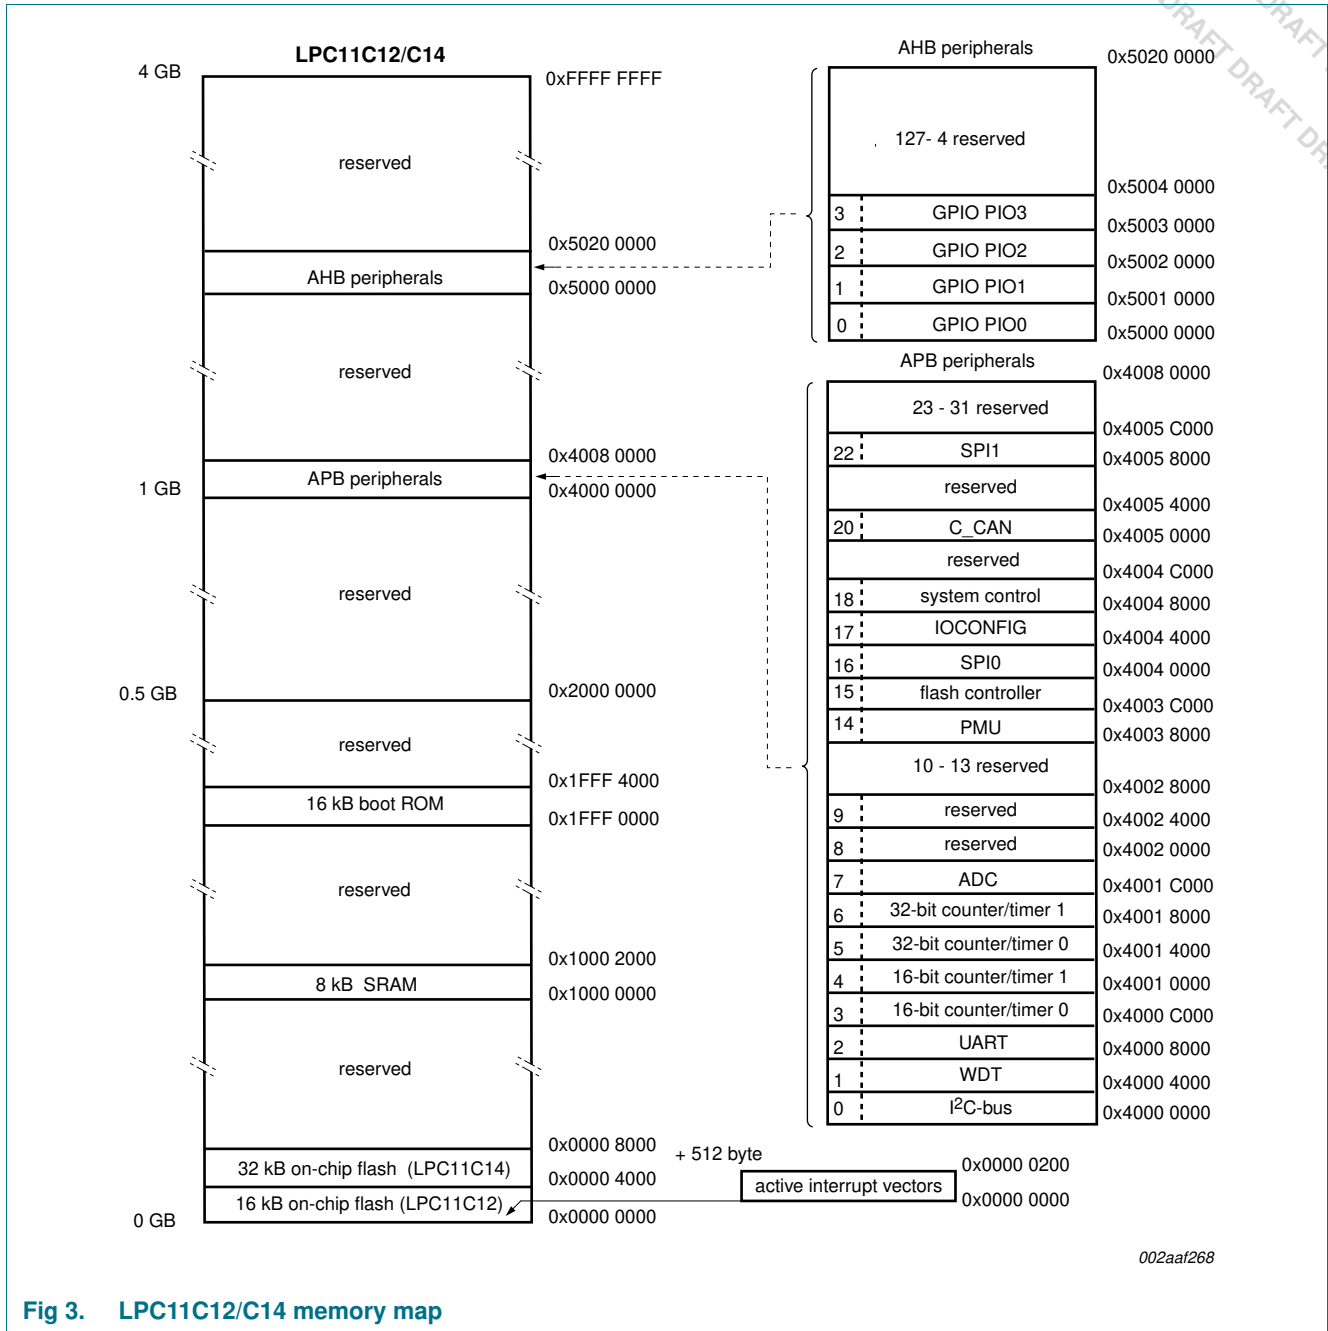 LPC11C12/C14
4 GB
0xFFFF FFFF
reserved
0x5020 0000
AHB peripherals
0x5000 0000
reserved
0x4008 0000
APB peripherals
1 GB
0x4000 0000
reserved
0.5 GB
0x2000 0000
reserved
0x1FFF 4000
16 kB boot ROM
0x1FFF 0000
reserved
0x1000 2000
8 kB SRAM
0x1000 0000
reserved
0x0000 8000
32 kB on-chip flash (LPC11C14)
0x0000 4000
16 kB on-chip flash (LPC11C12)
0 GB
0x0000 0000
+ 512 byte
0x0000 0200
active interrupt vectors
0x0000 0000
AHB peripherals
0x5020 0000
127- 4 reserved
0x5004 0000
3 GPIO PIO3
0x5003 0000
2 GPIO PIO2
0x5002 0000
1 GPIO PIO1
0x5001 0000
0 GPIO PIO0
0x5000 0000
APB peripherals
0x4008 0000
23 - 31 reserved
0x4005 C000
22 SPI1
0x4005 8000
reserved
0x4005 4000
20 C_CAN
0x4005 0000
reserved
0x4004 C000
18 system control
0x4004 8000
17 IOCONFIG
0x4004 4000
16 SPI0
0x4004 0000
15 flash controller
0x4003 C000
14 PMU
0x4003 8000
10 - 13 reserved
0x4002 8000
9 reserved
0x4002 4000
8 reserved
0x4002 0000
7 ADC
0x4001 C000
6 32-bit counter/timer 1
0x4001 8000
5 32-bit counter/timer 0
0x4001 4000
4 16-bit counter/timer 1
0x4001 0000
3 16-bit counter/timer 0
0x4000 C000
2 UART
0x4000 8000
1 WDT
0x4000 4000
0 I2C-bus
0x4000 0000
002aaf268
Fig 3. LPC11C12/C14 memory map
DRAFT DRAFT
DRAFT DRA